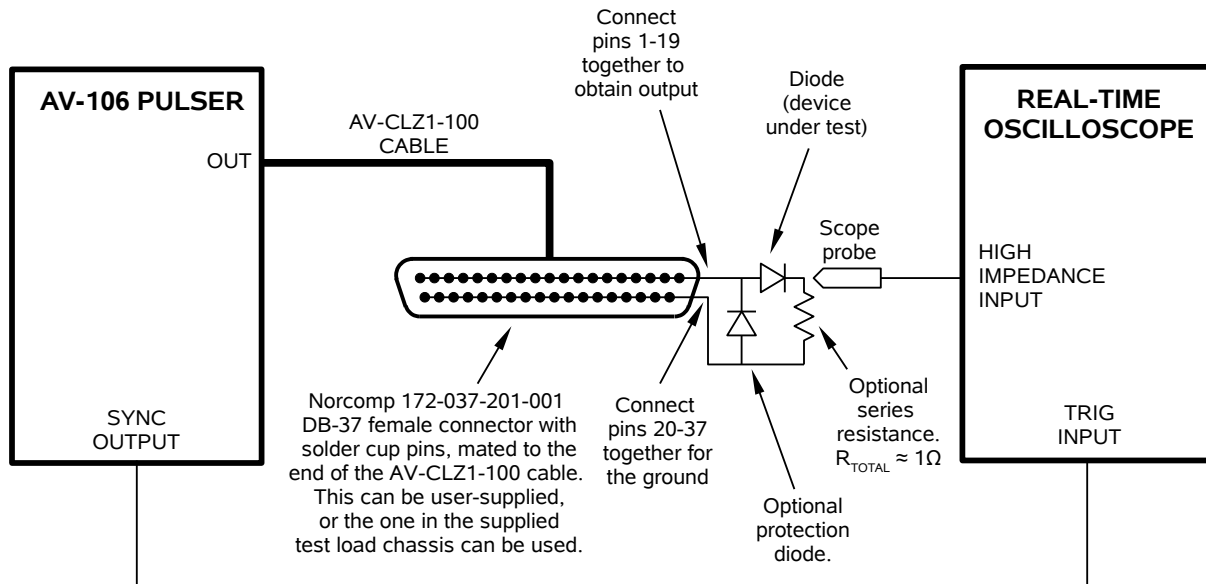 Connect
pins 1-19
together to
obtain output
AV-106 PULSER
OUT
SYNC
OUTPUT
AV-CLZ1-100
CABLE
Diode
(device
under test)
Scope
probe
REAL-TIME
OSCILLOSCOPE
HIGH
IMPEDANCE
INPUT
TRIG
INPUT
Norcomp 172-037-201-001
DB-37 female connector with
solder cup pins, mated to the
end of the AV-CLZ1-100 cable.
This can be user-supplied,
or the one in the supplied
test load chassis can be used.
Connect
pins 20-37
together for
the ground
Optional
series
resistance.
RTOTAL ≈ 1Ω
Optional
protection
diode.